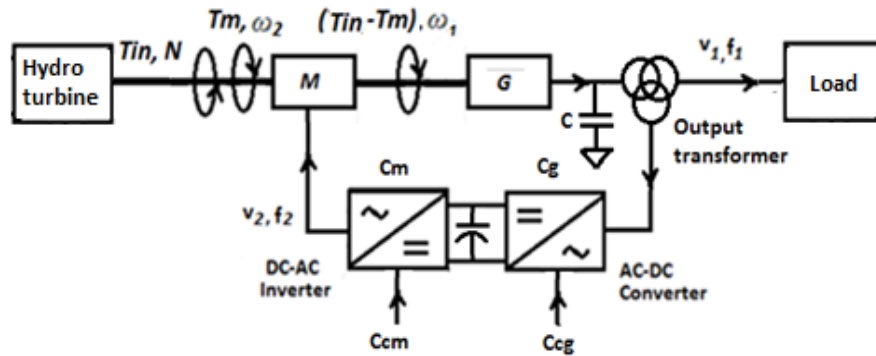 Tm, ω₂
(Tin-Tm), ω₁
Tin, N
v₁,f₁
Hydro
turbine
M
G
Load
C
Output
transformer
Cm
Cg
v₂, f₂
~
=
=
~
DC-AC
Inverter
AC-DC
Converter
Ccm
Ccg